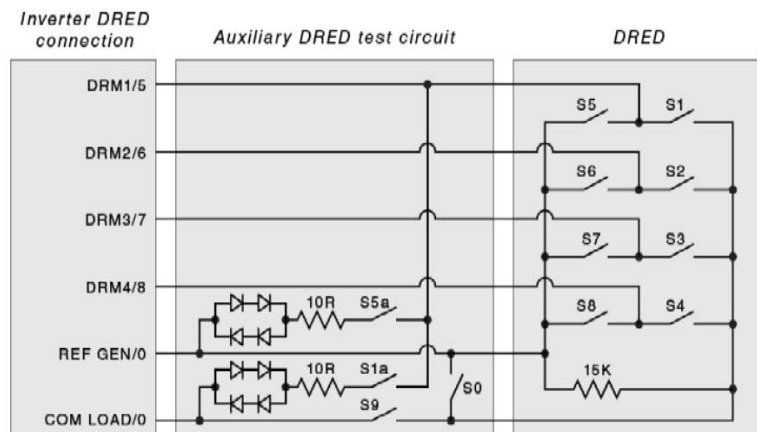 Inverter DRED
connection
Auxiliary DRED test circuit
DRED
DRM1/5
S5 S1
DRM2/6
S6 S2
DRM3/7
S7 S3
DRM4/8
10R S5a
S8 S4
REF GEN/0
10R S1a
S0
15K
S9
COM LOAD/0